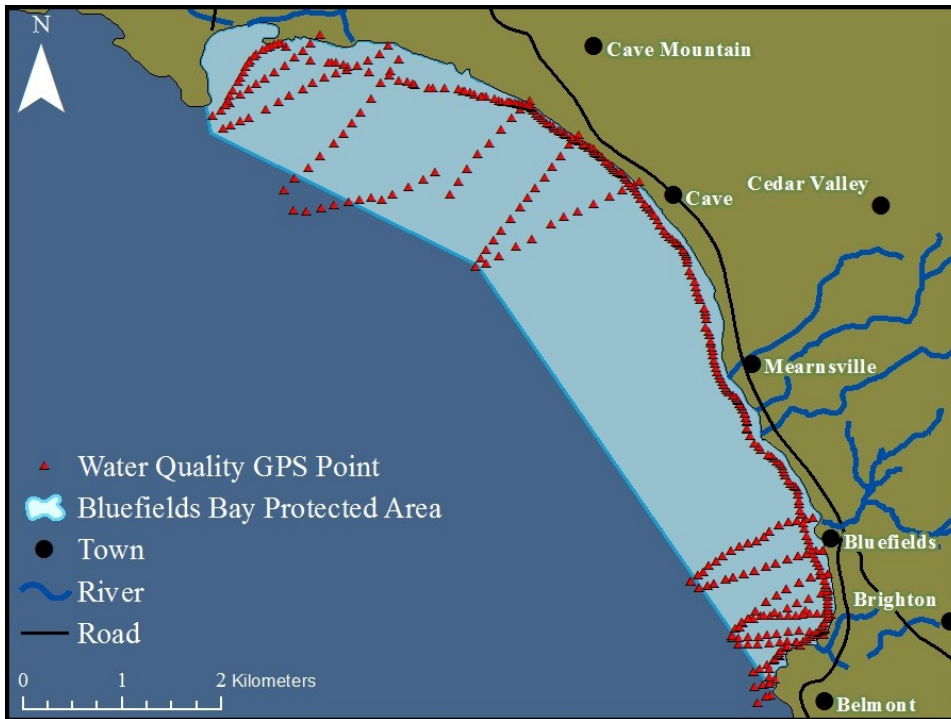 N
Cave Mountain
Cedar Valley
Cave
Mearnsville
Water Quality GPS Point
Bluefields Bay Protected Area
Town
Bluefields
River
Brighton
Road
0 1 2 Kilometers
Belmont